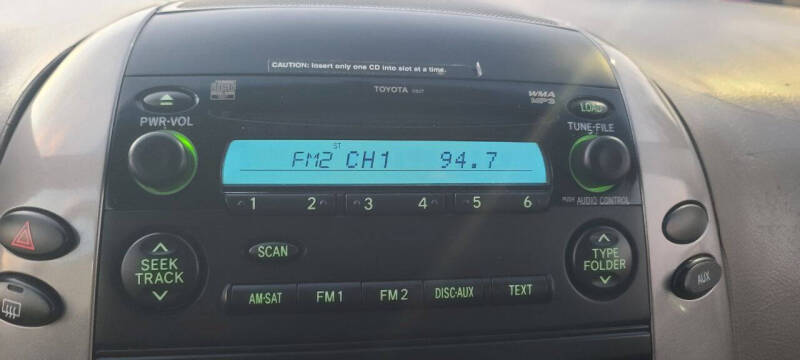 CAUTION: Insert only one CD into slot at a time.
TOYOTA
WMA
MP3
LOAD
PWR·VOL
TUNE·FILE
ST
FM2 CH1 94.7
PUSH AUDIO CONTROL
1 2 3 4 5 6
SEEK
TRACK
SCAN
TYPE
FOLDER
AUX
AM·SAT FM1 FM2 DISC·AUX TEXT